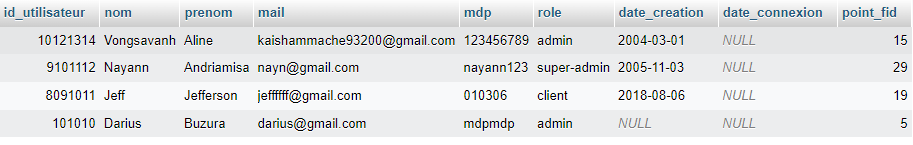 id_utilisateur nom prenom mail mdp role date_creation date_connexion point_fid
10121314 Vongsavanh Aline kaishammache93200@gmail.com 123456789 admin 2004-03-01 NULL 15
9101112 Nayann Andriamisa nayn@gmail.com nayann123 super-admin 2005-11-03 NULL 29
8091011 Jeff Jefferson jeffffff@gmail.com 010306 client 2018-08-06 NULL 19
101010 Darius Buzura darius@gmail.com mdpmdp admin NULL NULL 5